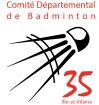 Comité Départemental
de Badminton
35
Ille-et-Vilaine